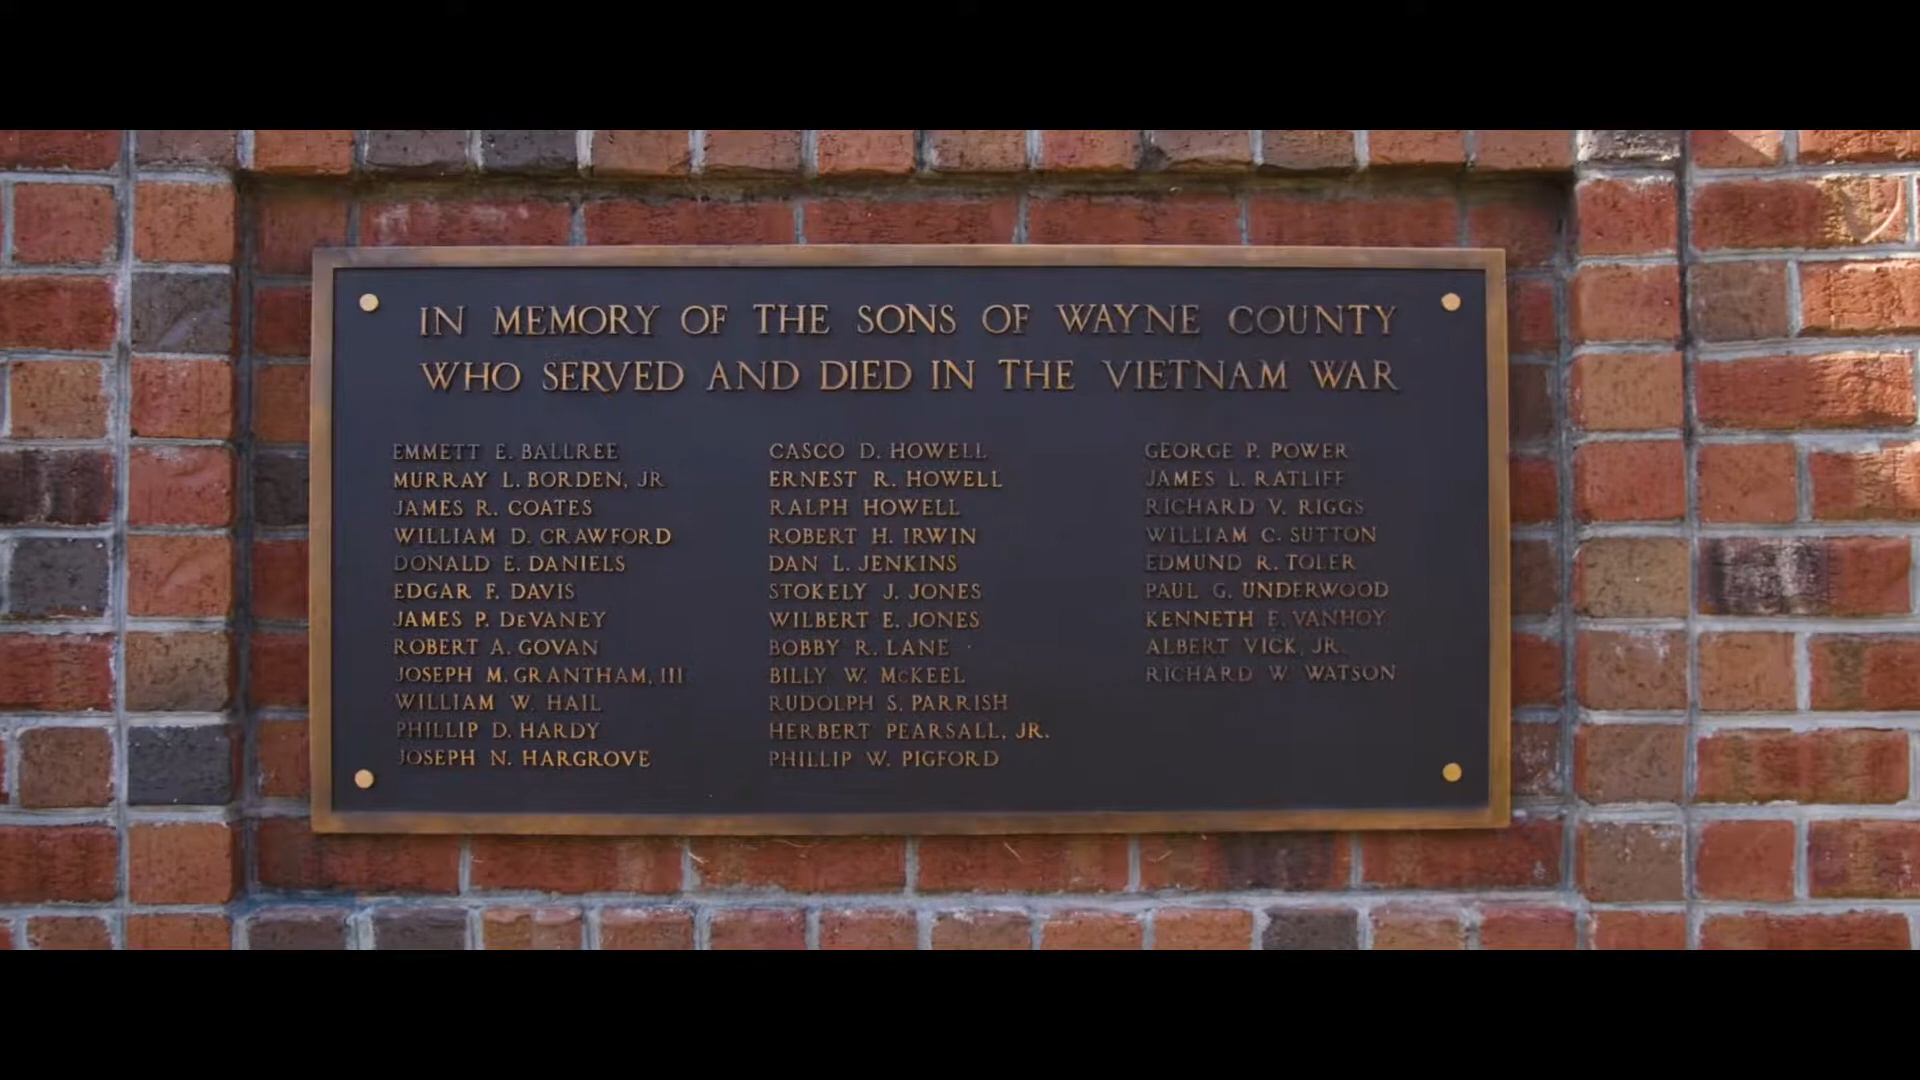 IN MEMORY OF THE SONS OF WAYNE COUNTY
WHO SERVED AND DIED IN THE VIETNAM WAR
EMMETT E. BALLREE
MURRAY L. BORDEN, JR
JAMES R. COATES
WILLIAM D. CRAWFORD
DONALD E. DANIELS
EDGAR F. DAVIS
JAMES P. DeVANEY
ROBERT A. GOVAN
JOSEPH M. GRANTHAM, III
WILLIAM W. HAIL
PHILLIP D. HARDY
JOSEPH N. HARGROVE
CASCO D. HOWELL
ERNEST R. HOWELL
RALPH HOWELL
ROBERT H. IRWIN
DAN L. JENKINS
STOKELY J. JONES
WILBERT E. JONES
BOBBY R. LANE
BILLY W. McKEEL
RUDOLPH S. PARRISH
HERBERT PEARSALL, JR.
PHILLIP W. PIGFORD
GEORGE P. POWER
JAMES L. RATLIFF
RICHARD V. RIGGS
WILLIAM C. SUTTON
EDMUND R. TOLER
PAUL G. UNDERWOOD
KENNETH E. VANHOY
ALBERT VICK, JR.
RICHARD W. WATSON